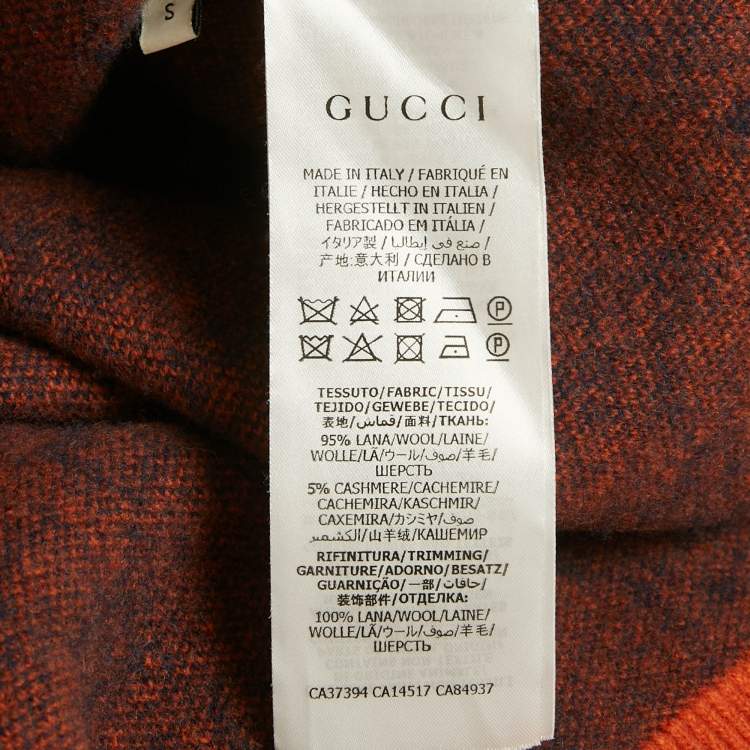 S
GUCCI
MADE IN ITALY / FABRIQUÉ EN
ITALIE / HECHO EN ITALIA /
HERGESTELLT IN ITALIEN /
FABRICADO EM ITÁLIA /
イタリア製 / صنع في إيطاليا /
产地:意大利 / СДЕЛАНО В
ИТАЛИИ
P
P
TESSUTO/FABRIC/TISSU/
TEJIDO/GEWEBE/TECIDO/
表地/قماش/面料/ТКАНЬ:
95% LANA/WOOL/LAINE/
WOLLE/LÃ/ウール/صوف/羊毛/
ШЕРСТЬ
5% CASHMERE/CACHEMIRE/
CACHEMIRA/KASCHMIR/
CAXEMIRA/カシミヤ/صوف
الكشمير/山羊绒/КАШЕМИР
RIFINITURA/TRIMMING/
GARNITURE/ADORNO/BESATZ/
GUARNIÇÃO/一部/حافات/
装饰部件/ОТДЕЛКА:
100% LANA/WOOL/LAINE/
WOLLE/LÃ/ウール/صوف/羊毛/
ШЕРСТЬ
CA37394 CA14517 CA84937